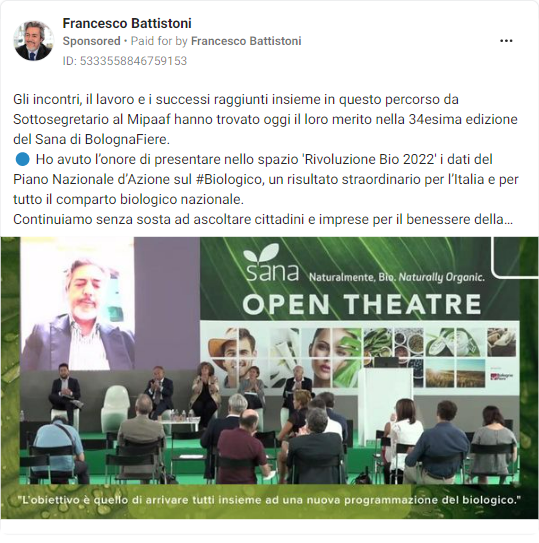 Francesco Battistoni
Sponsored • Paid for by Francesco Battistoni
ID: 5333558846759153
Gli incontri, il lavoro e i successi raggiunti insieme in questo percorso da
Sottosegretario al Mipaaf hanno trovato oggi il loro merito nella 34esima edizione
del Sana di BolognaFiere.
🔵 Ho avuto l’onore di presentare nello spazio 'Rivoluzione Bio 2022' i dati del
Piano Nazionale d’Azione sul #Biologico, un risultato straordinario per l’Italia e per
tutto il comparto biologico nazionale.
Continuiamo senza sosta ad ascoltare cittadini e imprese per il benessere della...
sana Naturalmente, Bio. Naturally Organic.
OPEN THEATRE
"L'obiettivo è quello di arrivare tutti insieme ad una nuova programmazione del biologico."